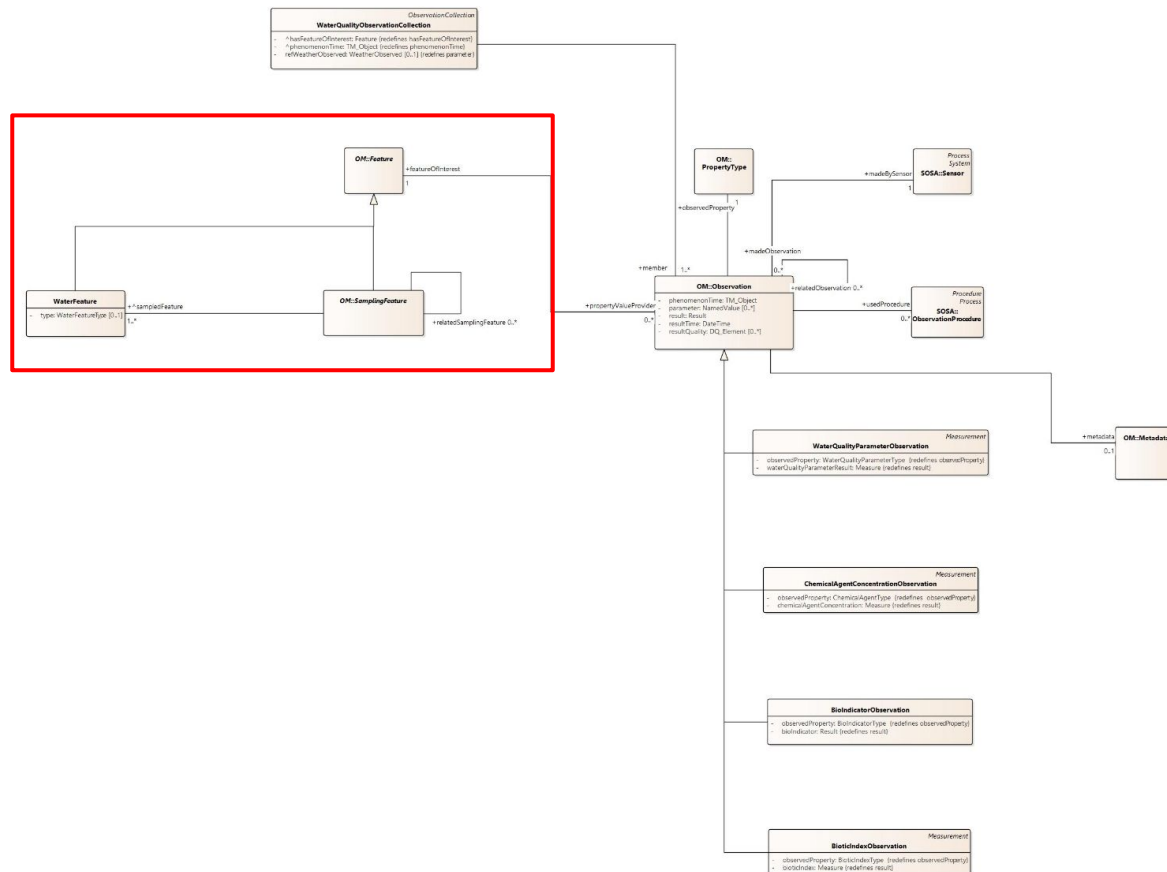 ObservationCollection
WaterQualityObservationCollection
- ^hasFeatureOfInterest: Feature {redefines hasFeatureOfInterest}
- ^phenomenonTime: TM_Object {redefines phenomenonTime}
- refWeatherObserved: WeatherObserved [0..1] {redefines parameter}
OM::Feature
+featureOfInterest
1
WaterFeature
- type: WaterFeatureType [0..1]
+^sampledFeature
1..*
OM::SamplingFeature
+relatedSamplingFeature 0..*
+propertyValueProvider
0..*
+member
1..*
OM::
PropertyType
+observedProperty
1
Process
System
SOSA::Sensor
+madeBySensor
1
+madeObservation
0..*
+relatedObservation 0..*
OM::Observation
- phenomenonTime: TM_Object
- parameter: NamedValue [0..*]
- result: Result
- resultTime: DateTime
- resultQuality: DQ_Element [0..*]
+usedProcedure
0..*
Procedure
Process
SOSA::
ObservationProcedure
+metadata
0..1
OM::Metadata
Measurement
WaterQualityParameterObservation
- observedProperty: WaterQualityParameterType {redefines observedProperty}
- waterQualityParameterResult: Measure {redefines result}
Measurement
ChemicalAgentConcentrationObservation
- observedProperty: ChemicalAgentType {redefines observedProperty}
- chemicalAgentConcentration: Measure {redefines result}
BioIndicatorObservation
- observedProperty: BioIndicatorType {redefines observedProperty}
- bioIndicator: Result {redefines result}
Measurement
BioticIndexObservation
- observedProperty: BioticIndexType {redefines observedProperty}
- bioticIndex: Measure {redefines result}